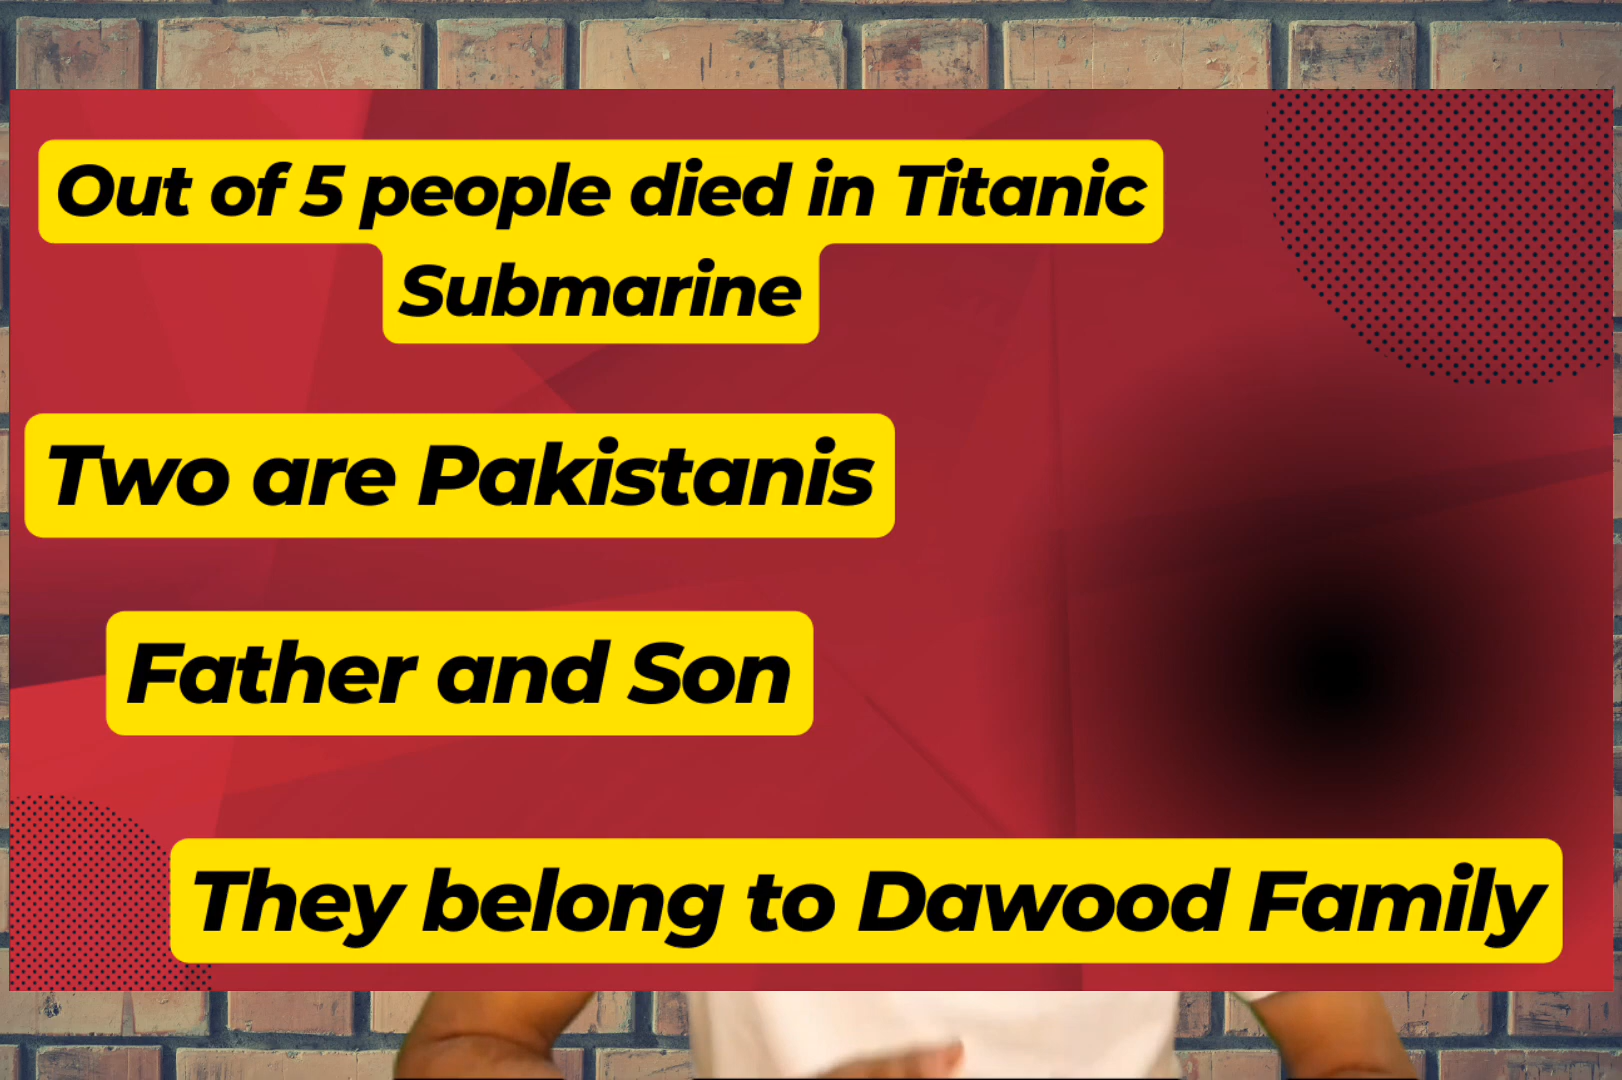 Out of 5 people died in Titanic
Submarine
Two are Pakistanis
Father and Son
They belong to Dawood Family